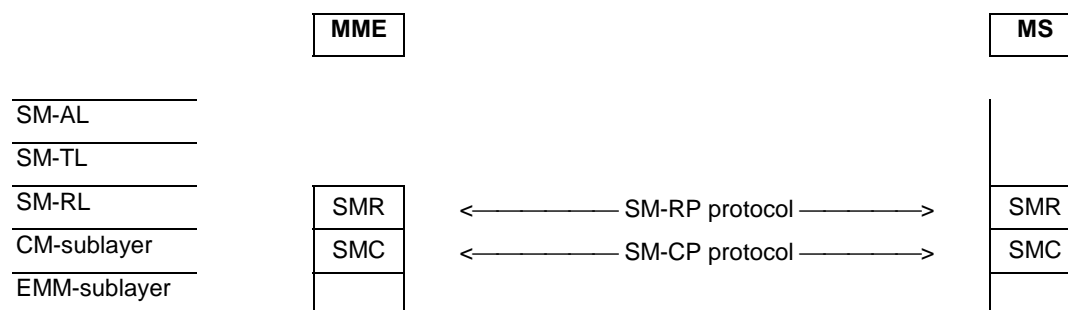 MME MS
SM-AL
SM-TL
SM-RL SMR <—————— SM-RP protocol ——————> SMR
CM-sublayer SMC <—————— SM-CP protocol ——————> SMC
EMM-sublayer